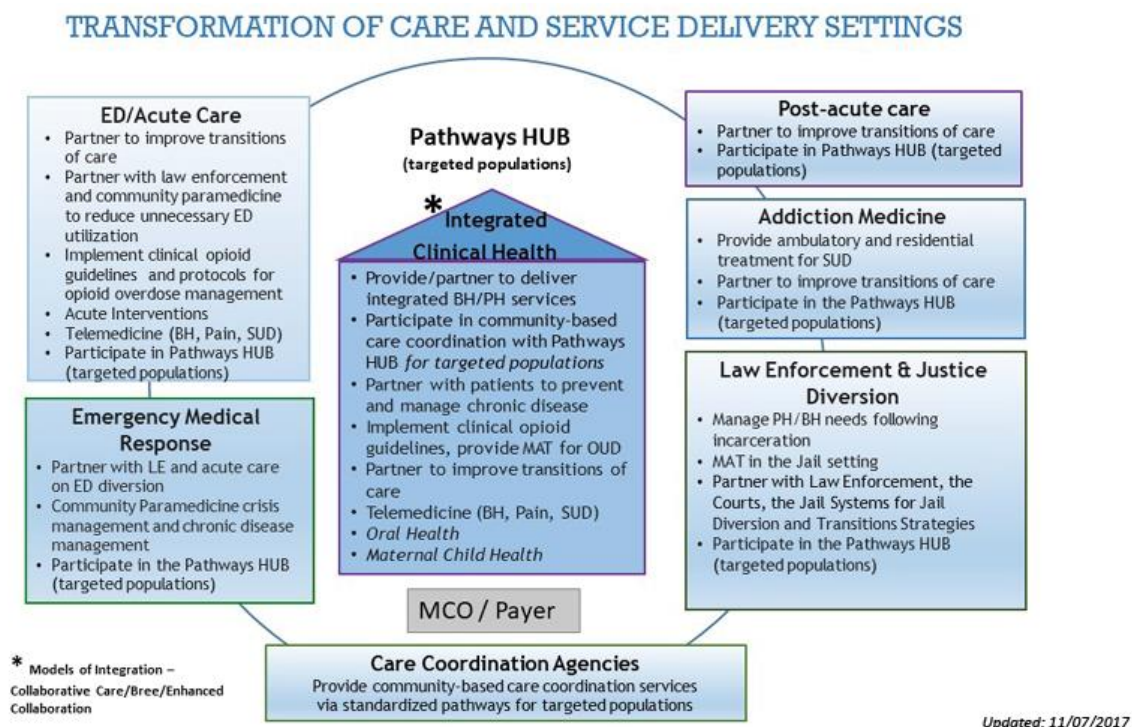 TRANSFORMATION OF CARE AND SERVICE DELIVERY SETTINGS
ED/Acute Care
• Partner to improve transitions
of care
• Partner with law enforcement
and community paramedicine
to reduce unnecessary ED
utilization
• Implement clinical opioid
guidelines and protocols for
opioid overdose management
• Acute Interventions
• Telemedicine (BH, Pain, SUD)
• Participate in Pathways HUB
(targeted populations)
Emergency Medical
Response
• Partner with LE and acute care
on ED diversion
• Community Paramedicine crisis
management and chronic disease
management
• Participate in the Pathways HUB
(targeted populations)
Pathways HUB
(targeted populations)
* Integrated
Clinical Health
• Provide/partner to deliver
integrated BH/PH services
• Participate in community-based
care coordination with Pathways
HUB for targeted populations
• Partner with patients to prevent
and manage chronic disease
• Implement clinical opioid
guidelines, provide MAT for OUD
• Partner to improve transitions of
care
• Telemedicine (BH, Pain, SUD)
• Oral Health
• Maternal Child Health
MCO / Payer
Post-acute care
• Partner to improve transitions of care
• Participate in Pathways HUB (targeted
populations)
Addiction Medicine
• Provide ambulatory and residential
treatment for SUD
• Partner to improve transitions of care
• Participate in the Pathways HUB
(targeted populations)
Law Enforcement & Justice
Diversion
• Manage PH/BH needs following
incarceration
• MAT in the Jail setting
• Partner with Law Enforcement, the
Courts, the Jail Systems for Jail
Diversion and Transitions Strategies
• Participate in the Pathways HUB
(targeted populations)
Care Coordination Agencies
Provide community-based care coordination services
via standardized pathways for targeted populations
* Models of Integration –
Collaborative Care/Bree/Enhanced
Collaboration
Updated: 11/07/2017